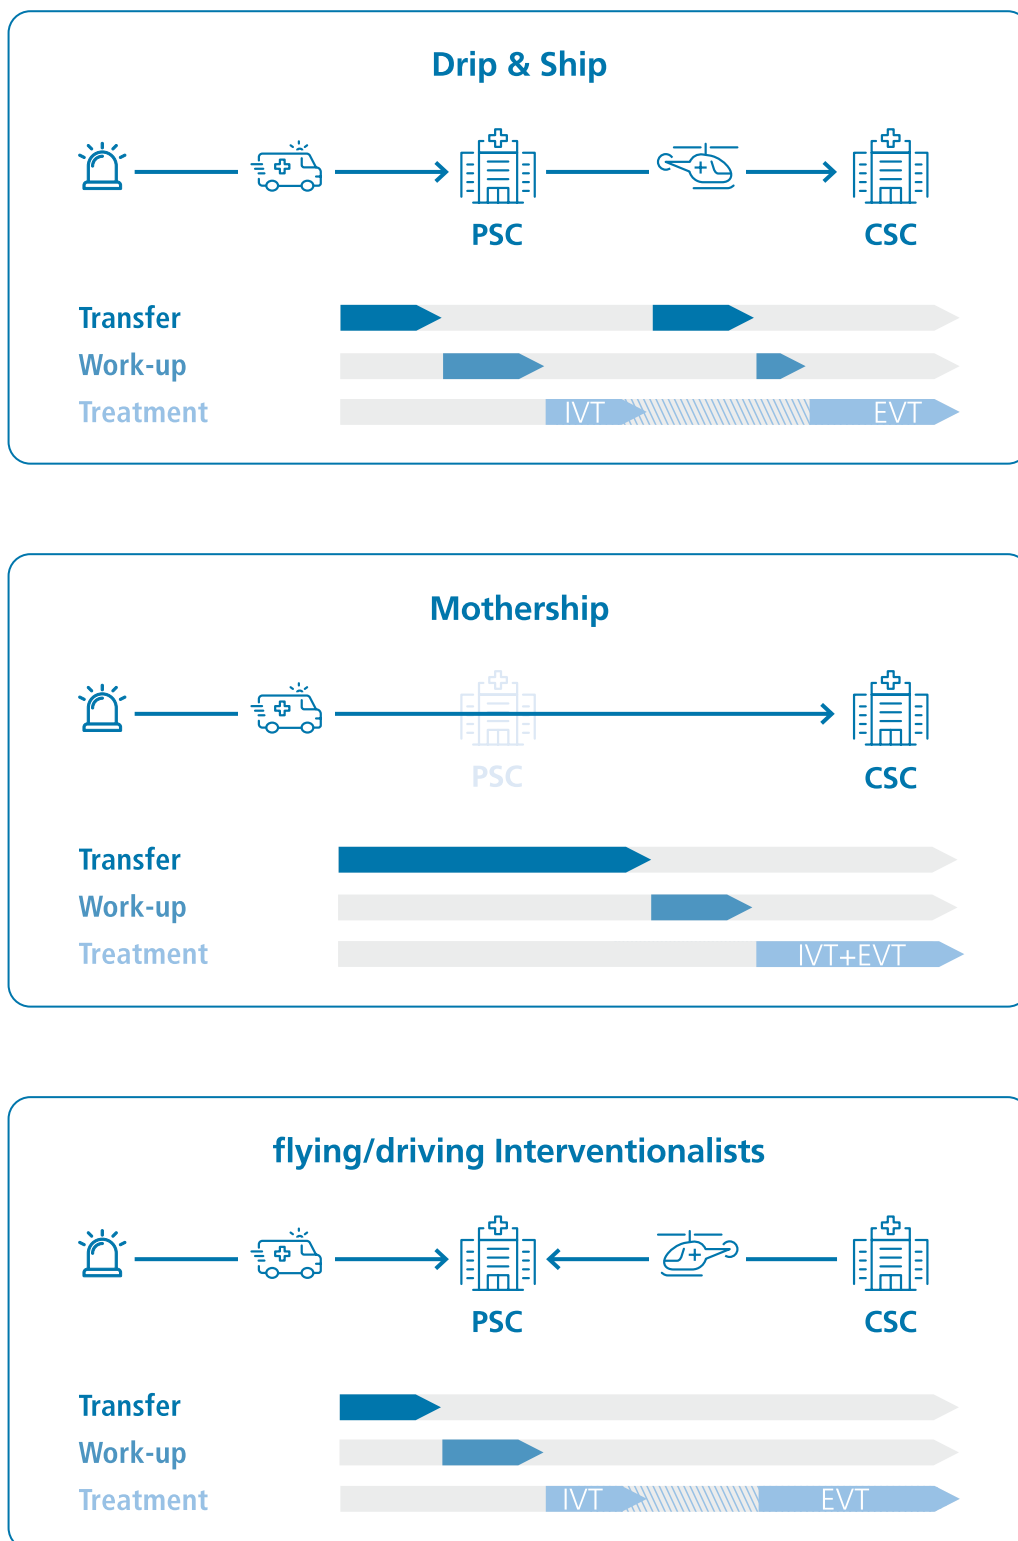 Drip & Ship
PSC
CSC
Transfer
Work-up
Treatment
IVT
EVT
Mothership
PSC
CSC
Transfer
Work-up
Treatment
IVT+EVT
flying/driving Interventionalists
PSC
CSC
Transfer
Work-up
Treatment
IVT
EVT